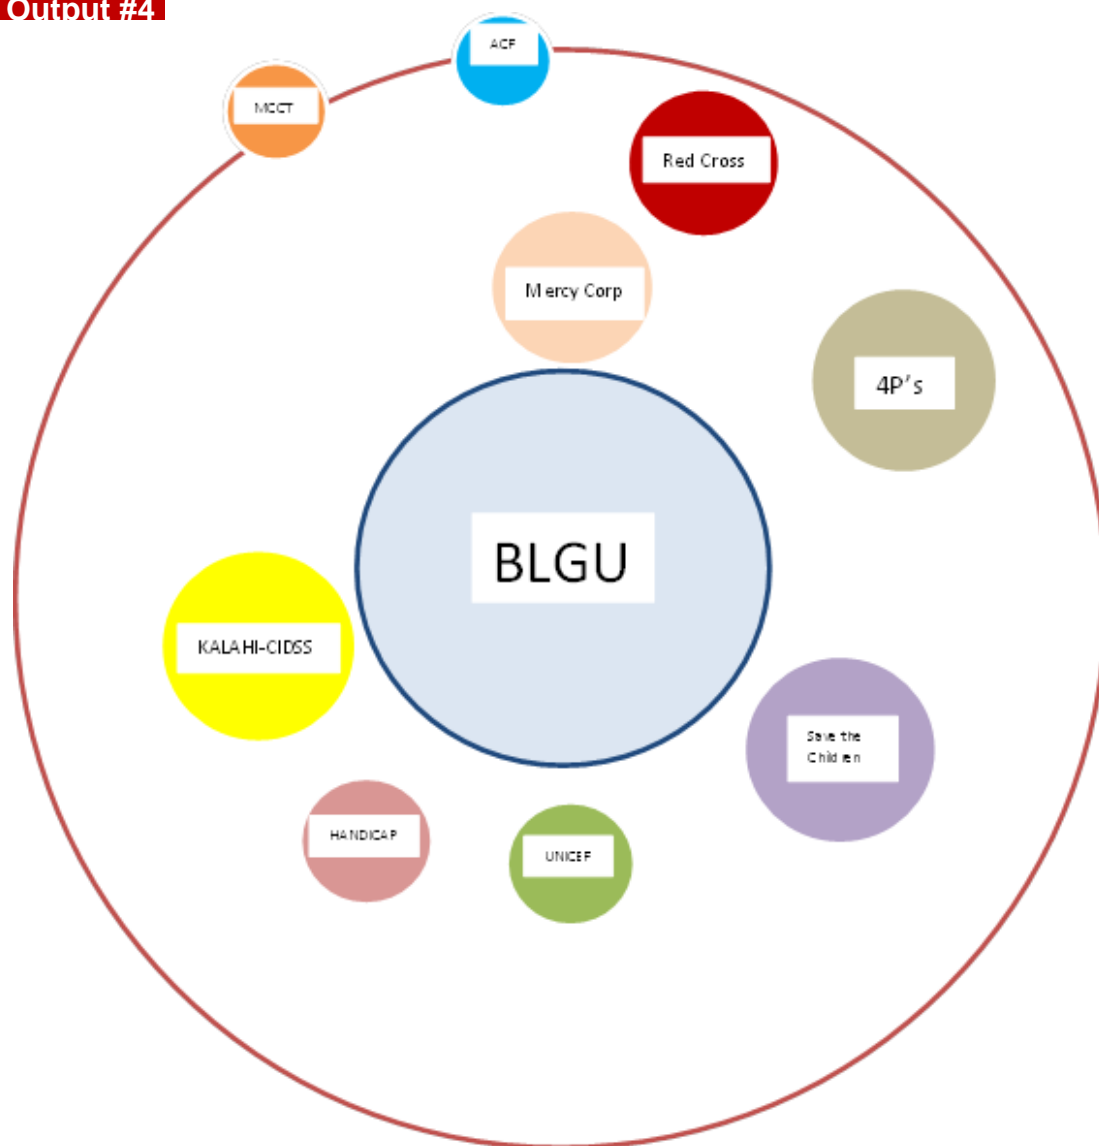 Output #4
ACF
MCCT
Red Cross
Mercy Corp
4P's
BLGU
KALAHI-CIDSS
Save the
Children
HANDICAP
UNICEF